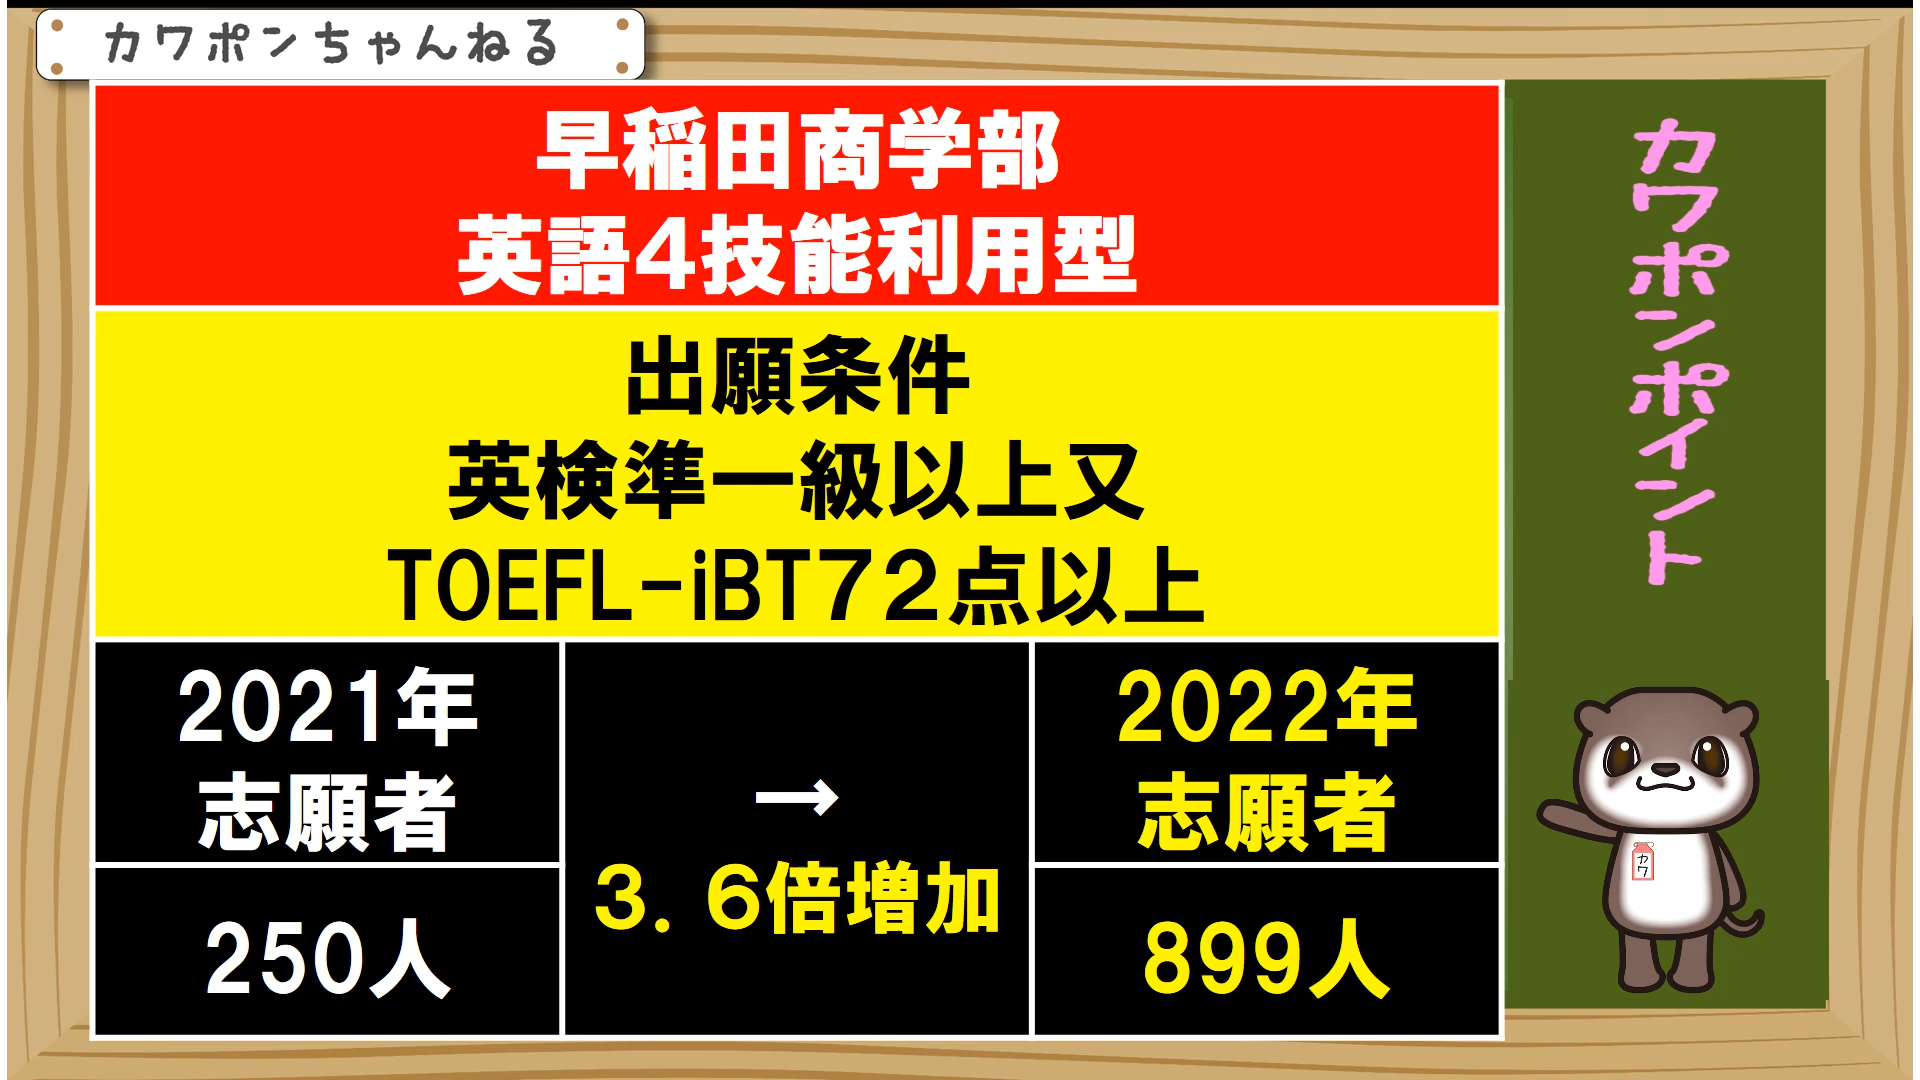 カワポンちゃんねる
早稲田商学部
英語4技能利用型
出願条件
英検準一級以上又
TOEFL-iBT72点以上
2021年
志願者
→
3．6倍増加
2022年
志願者
250人
899人
カワポンポイント
カワ